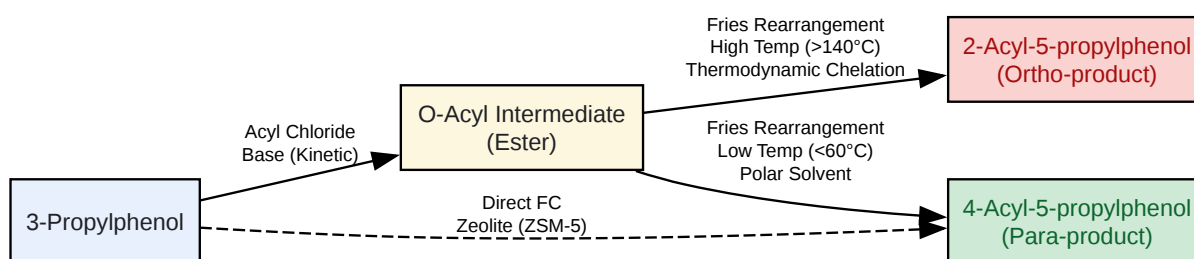 3-Propylphenol
Acyl Chloride
Base (Kinetic)
O-Acyl Intermediate
(Ester)
Fries Rearrangement
High Temp (>140°C)
Thermodynamic Chelation
2-Acyl-5-propylphenol
(Ortho-product)
Fries Rearrangement
Low Temp (<60°C)
Polar Solvent
Direct FC
Zeolite (ZSM-5)
4-Acyl-5-propylphenol
(Para-product)